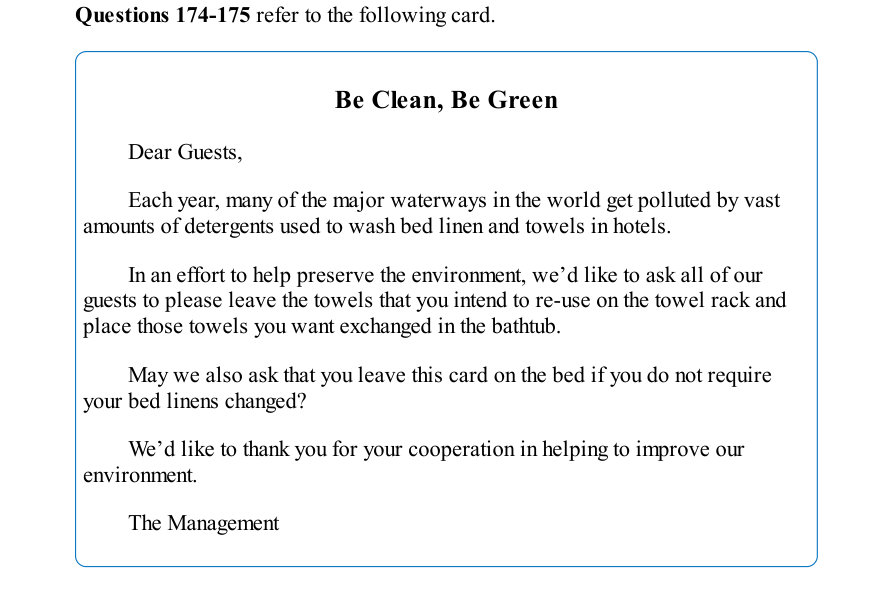 Questions 174-175 refer to the following card.
Be Clean, Be Green
Dear Guests,
Each year, many of the major waterways in the world get polluted by vast
amounts of detergents used to wash bed linen and towels in hotels.
In an effort to help preserve the environment, we’d like to ask all of our
guests to please leave the towels that you intend to re-use on the towel rack and
place those towels you want exchanged in the bathtub.
May we also ask that you leave this card on the bed if you do not require
your bed linens changed?
We’d like to thank you for your cooperation in helping to improve our
environment.
The Management